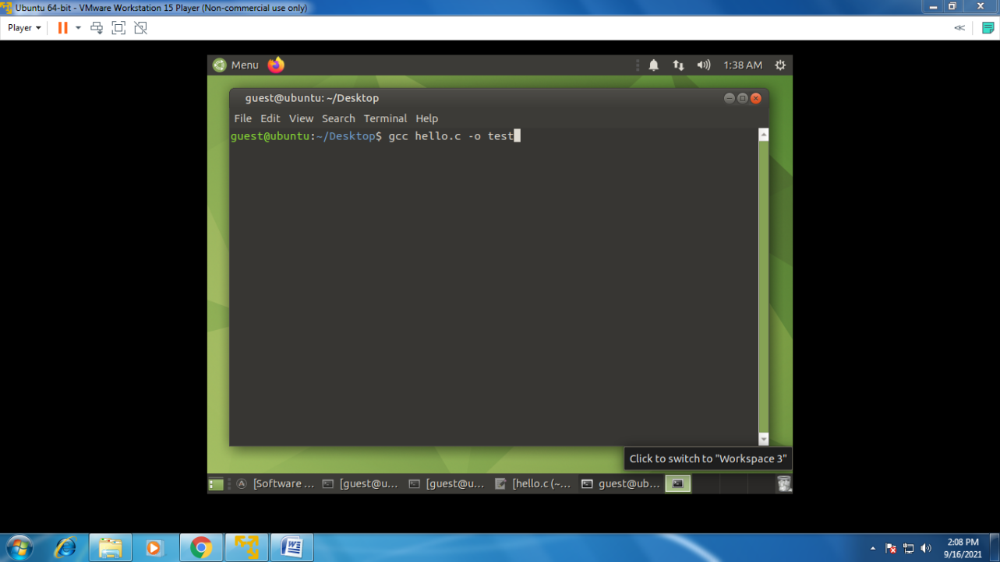 Ubuntu 64-bit - VMware Workstation 15 Player (Non-commercial use only)
Player
Menu
1:38 AM
guest@ubuntu: ~/Desktop
File Edit View Search Terminal Help
guest@ubuntu:~/Desktop$ gcc hello.c -o test
Click to switch to "Workspace 3"
[Software ... [guest@u... [guest@u... [hello.c (~... guest@ub...
2:08 PM
9/16/2021